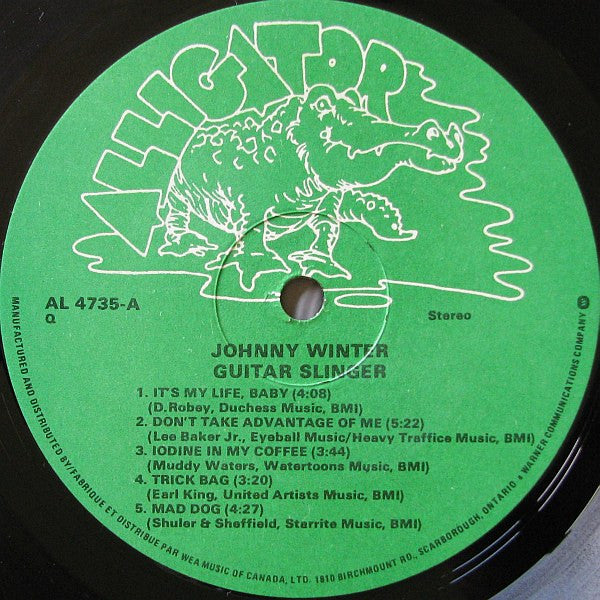 ALLIGATOR
AL 4735-A
Q
Stereo
JOHNNY WINTER
GUITAR SLINGER
1. IT'S MY LIFE, BABY (4:08)
(D.Robey, Duchess Music, BMI)
2. DON'T TAKE ADVANTAGE OF ME (5:22)
(Lee Baker Jr., Eyeball Music/Heavy Traffice Music, BMI)
3. IODINE IN MY COFFEE (3:44)
(Muddy Waters, Watertoons Music, BMI)
4. TRICK BAG (3:20)
(Earl King, United Artists Music, BMI)
5. MAD DOG (4:27)
(Shuler & Sheffield, Starrite Music, BMI)
MANUFACTURED AND DISTRIBUTED BY/FABRIQUE ET DISTRIBUE PAR WEA MUSIC OF CANADA, LTD. 1810 BIRCHMOUNT RD., SCARBOROUGH, ONTARIO. A WARNER COMMUNICATIONS COMPANY